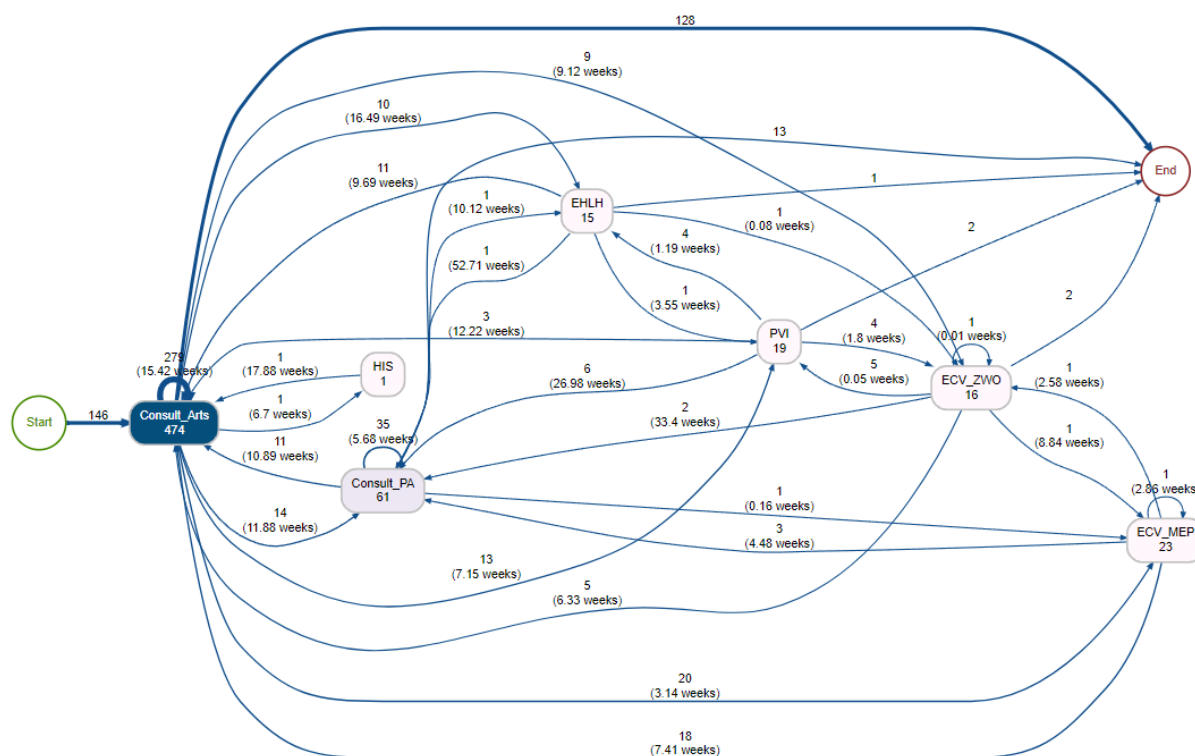 128
9
(9.12 weeks)
10
(16.49 weeks)
13
11
(9.69 weeks)
End
1
1
(10.12 weeks)
EHLH
15
1
(0.08 weeks)
4
(1.19 weeks)
2
1
(52.71 weeks)
1
(3.55 weeks)
2
3
(12.22 weeks)
PVI
19
4
(1.8 weeks)
1
(0.01 weeks)
279
(15.42 weeks)
1
(17.88 weeks)
HIS
1
6
(26.98 weeks)
5
(0.05 weeks)
ECV_ZWO
16
1
(2.58 weeks)
Start
146
Consult_Arts
474
1
(6.7 weeks)
2
(33.4 weeks)
35
(5.68 weeks)
11
(10.89 weeks)
1
(8.84 weeks)
Consult_PA
61
1
(0.16 weeks)
1
(2.86 weeks)
14
(11.88 weeks)
3
(4.48 weeks)
ECV_MEP
23
13
(7.15 weeks)
5
(6.33 weeks)
20
(3.14 weeks)
18
(7.41 weeks)